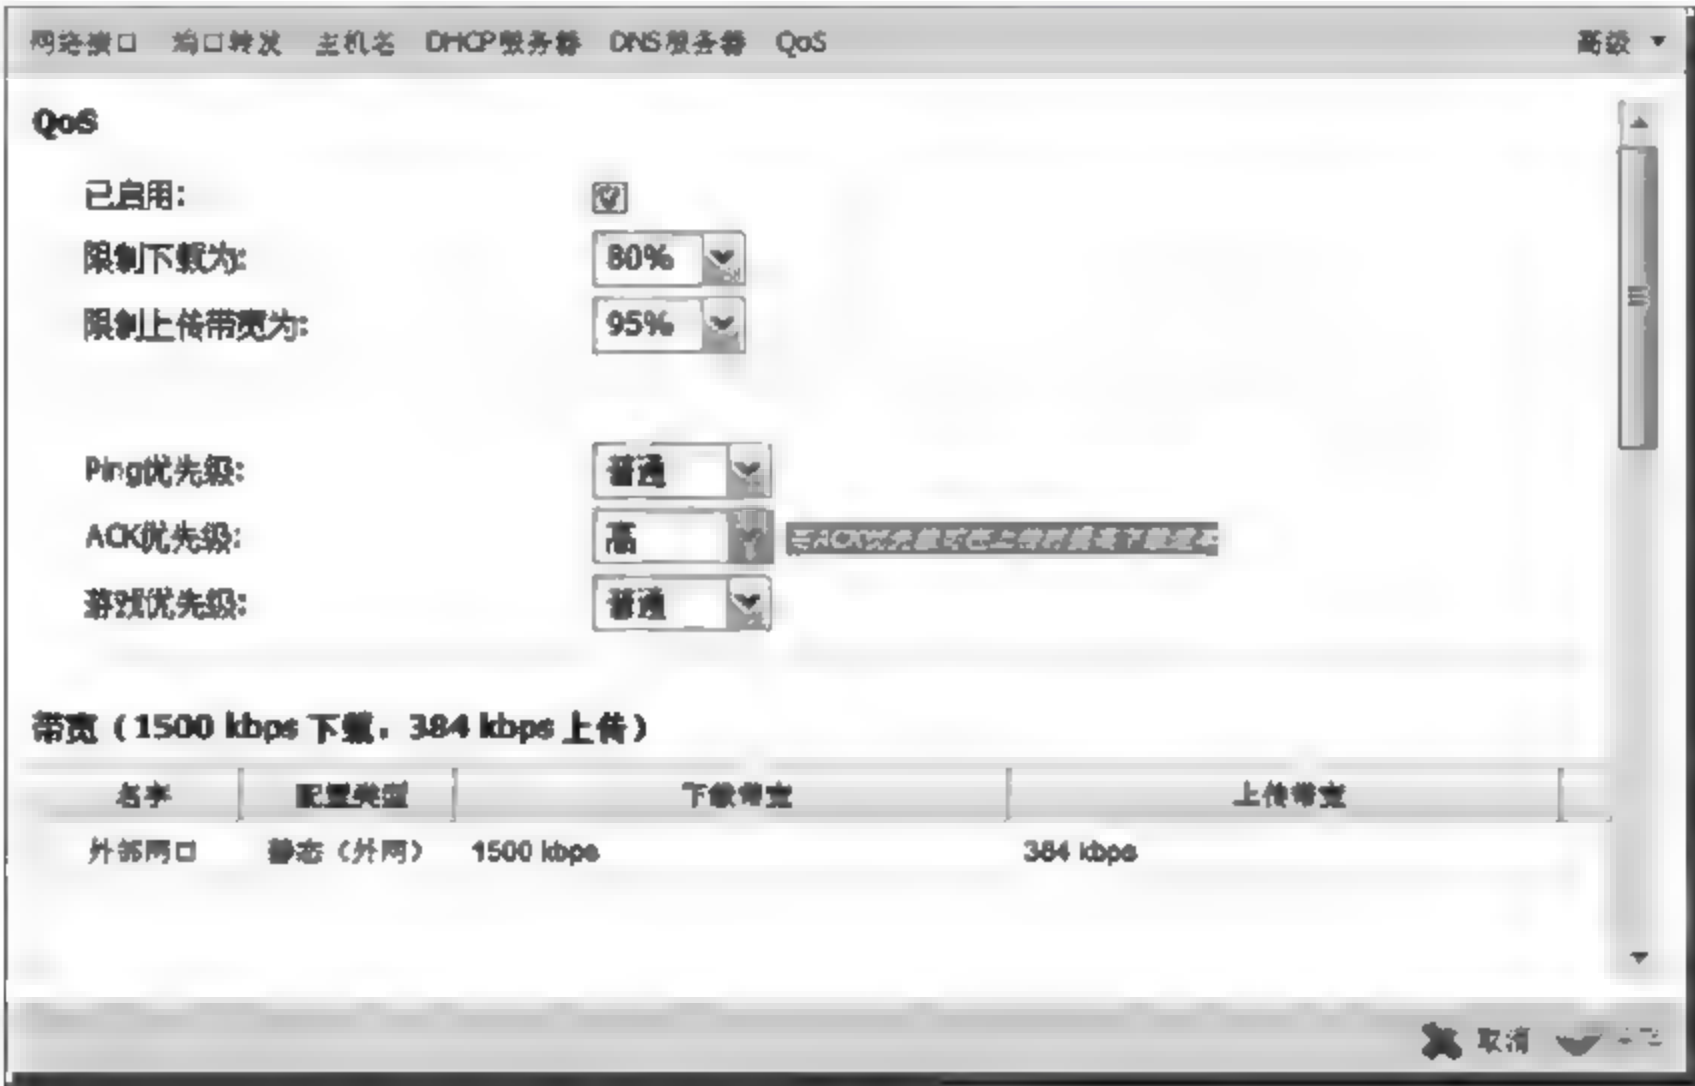 网络接口 端口转发 主机名 DHCP服务器 DNS服务器 QoS 高级
QoS
已启用:
限制下载为: 80%
限制上传带宽为: 95%
Ping优先级: 普通
ACK优先级: 高
游戏优先级: 普通
带宽（1500 kbps 下载，384 kbps 上传）
名字 配置类型 下载带宽 上传带宽
外部网口 静态（外网） 1500 kbps 384 kbps
取消